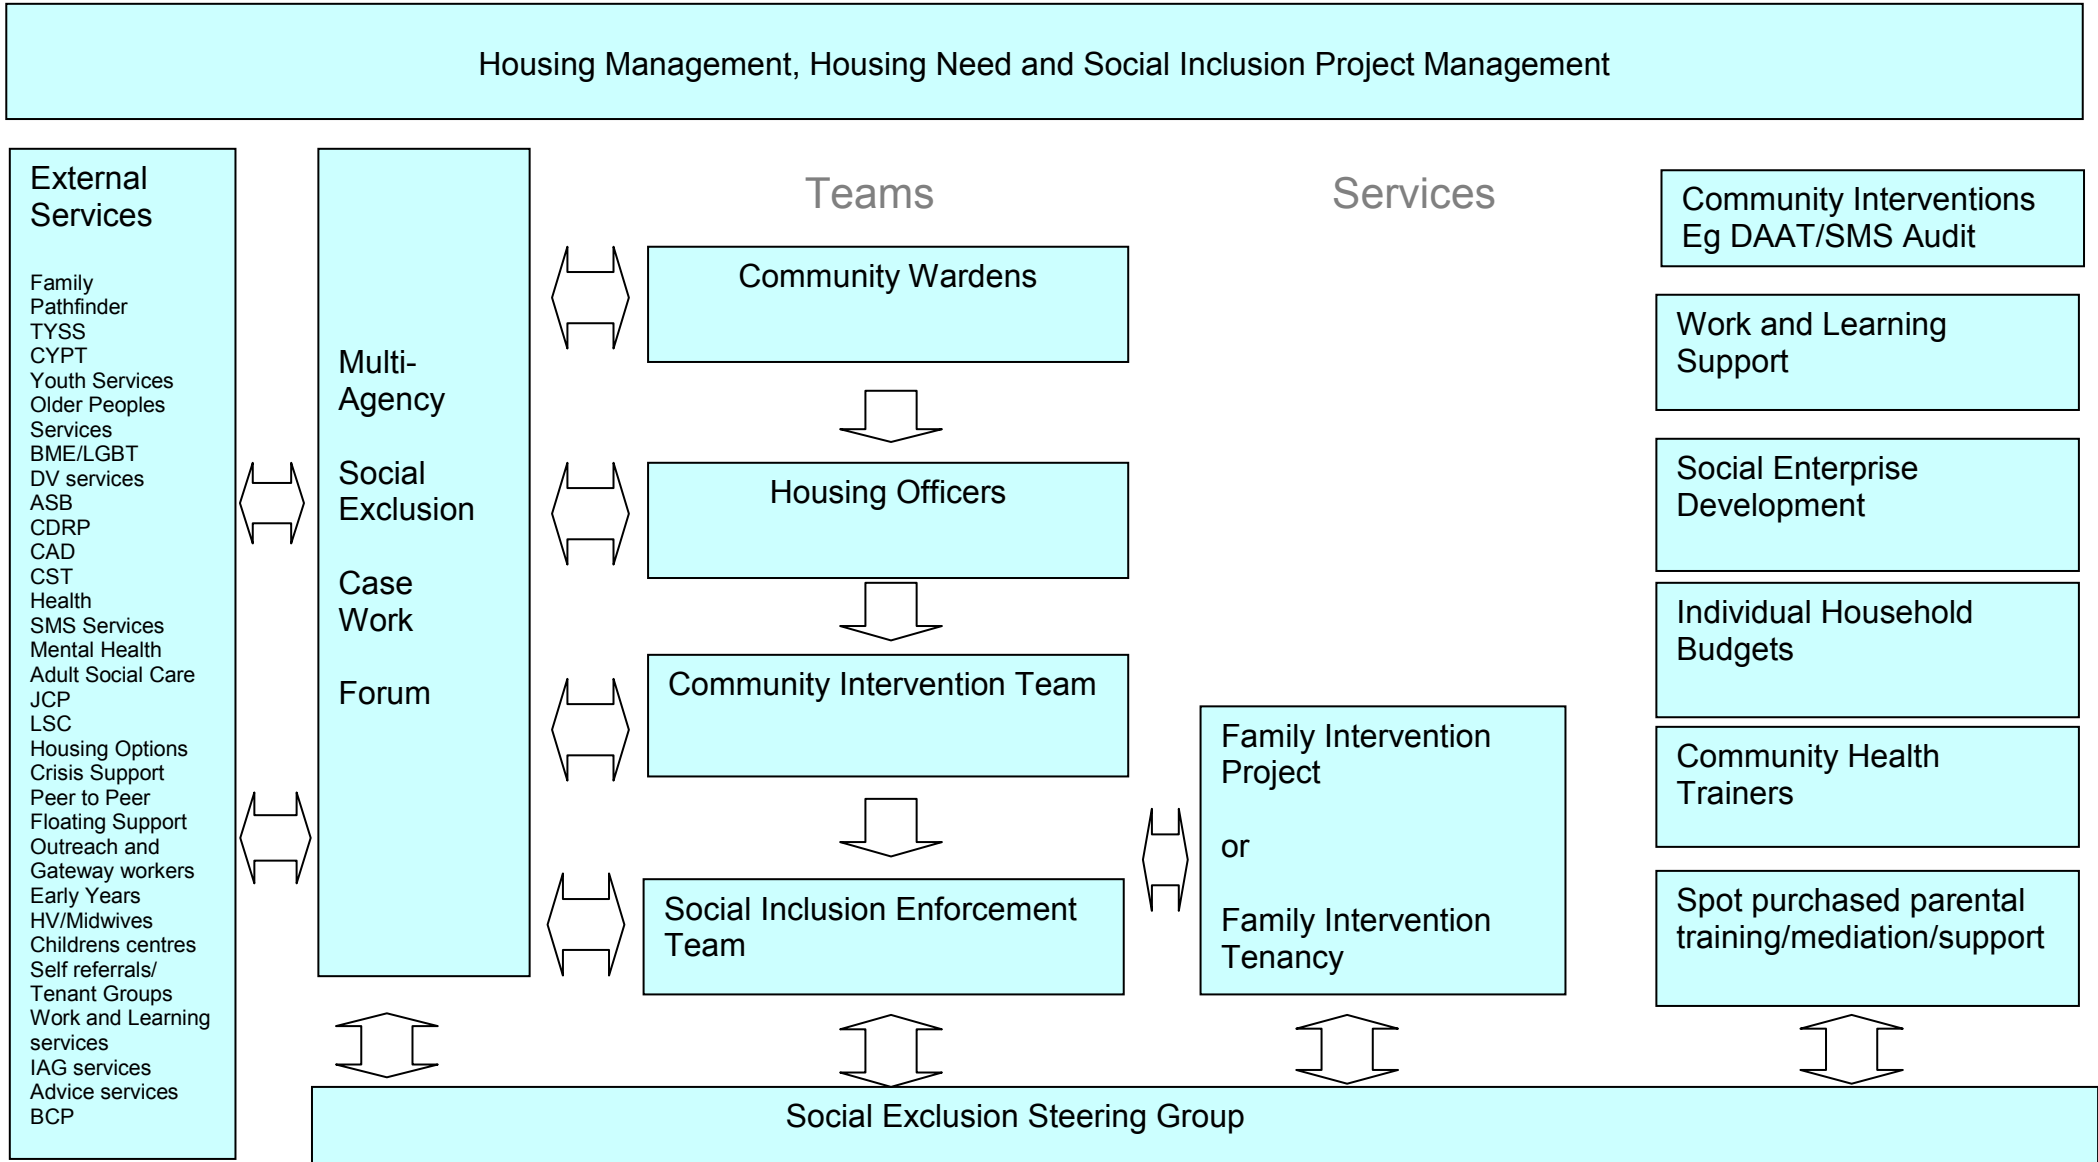 Housing Management, Housing Need and Social Inclusion Project Management
External
Services
Family
Pathfinder
TYSS
CYPT
Youth Services
Older Peoples
Services
BME/LGBT
DV services
ASB
CDRP
CAD
CST
Health
SMS Services
Mental Health
Adult Social Care
JCP
LSC
Housing Options
Crisis Support
Peer to Peer
Floating Support
Outreach and
Gateway workers
Early Years
HV/Midwives
Childrens centres
Self referrals/
Tenant Groups
Work and Learning
services
IAG services
Advice services
BCP
Multi-
Agency
Social
Exclusion
Case
Work
Forum
Teams
Community Wardens
Housing Officers
Community Intervention Team
Social Inclusion Enforcement
Team
Services
Family Intervention
Project
or
Family Intervention
Tenancy
Community Interventions
Eg DAAT/SMS Audit
Work and Learning
Support
Social Enterprise
Development
Individual Household
Budgets
Community Health
Trainers
Spot purchased parental
training/mediation/support
Social Exclusion Steering Group